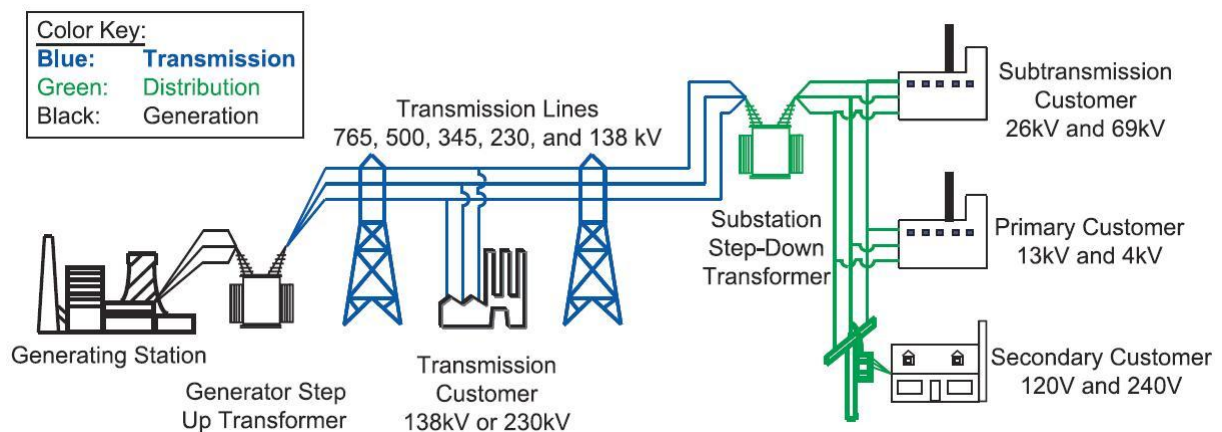 Color Key:
Blue: Transmission
Green: Distribution
Black: Generation
Transmission Lines
765, 500, 345, 230, and 138 kV
Subtransmission
Customer
26kV and 69kV
Substation
Step-Down
Transformer
Primary Customer
13kV and 4kV
Generating Station
Generator Step
Up Transformer
Transmission
Customer
138kV or 230kV
Secondary Customer
120V and 240V